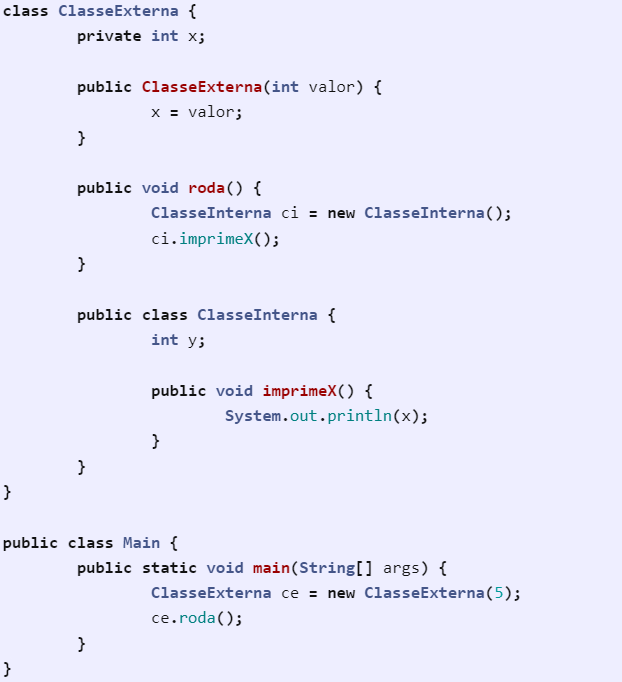 class ClasseExterna {
        private int x;

        public ClasseExterna(int valor) {
                x = valor;
        }

        public void roda() {
                ClasseInterna ci = new ClasseInterna();
                ci.imprimeX();
        }

        public class ClasseInterna {
                int y;

                public void imprimeX() {
                        System.out.println(x);
                }
        }
}

public class Main {
        public static void main(String[] args) {
                ClasseExterna ce = new ClasseExterna(5);
                ce.roda();
        }
}